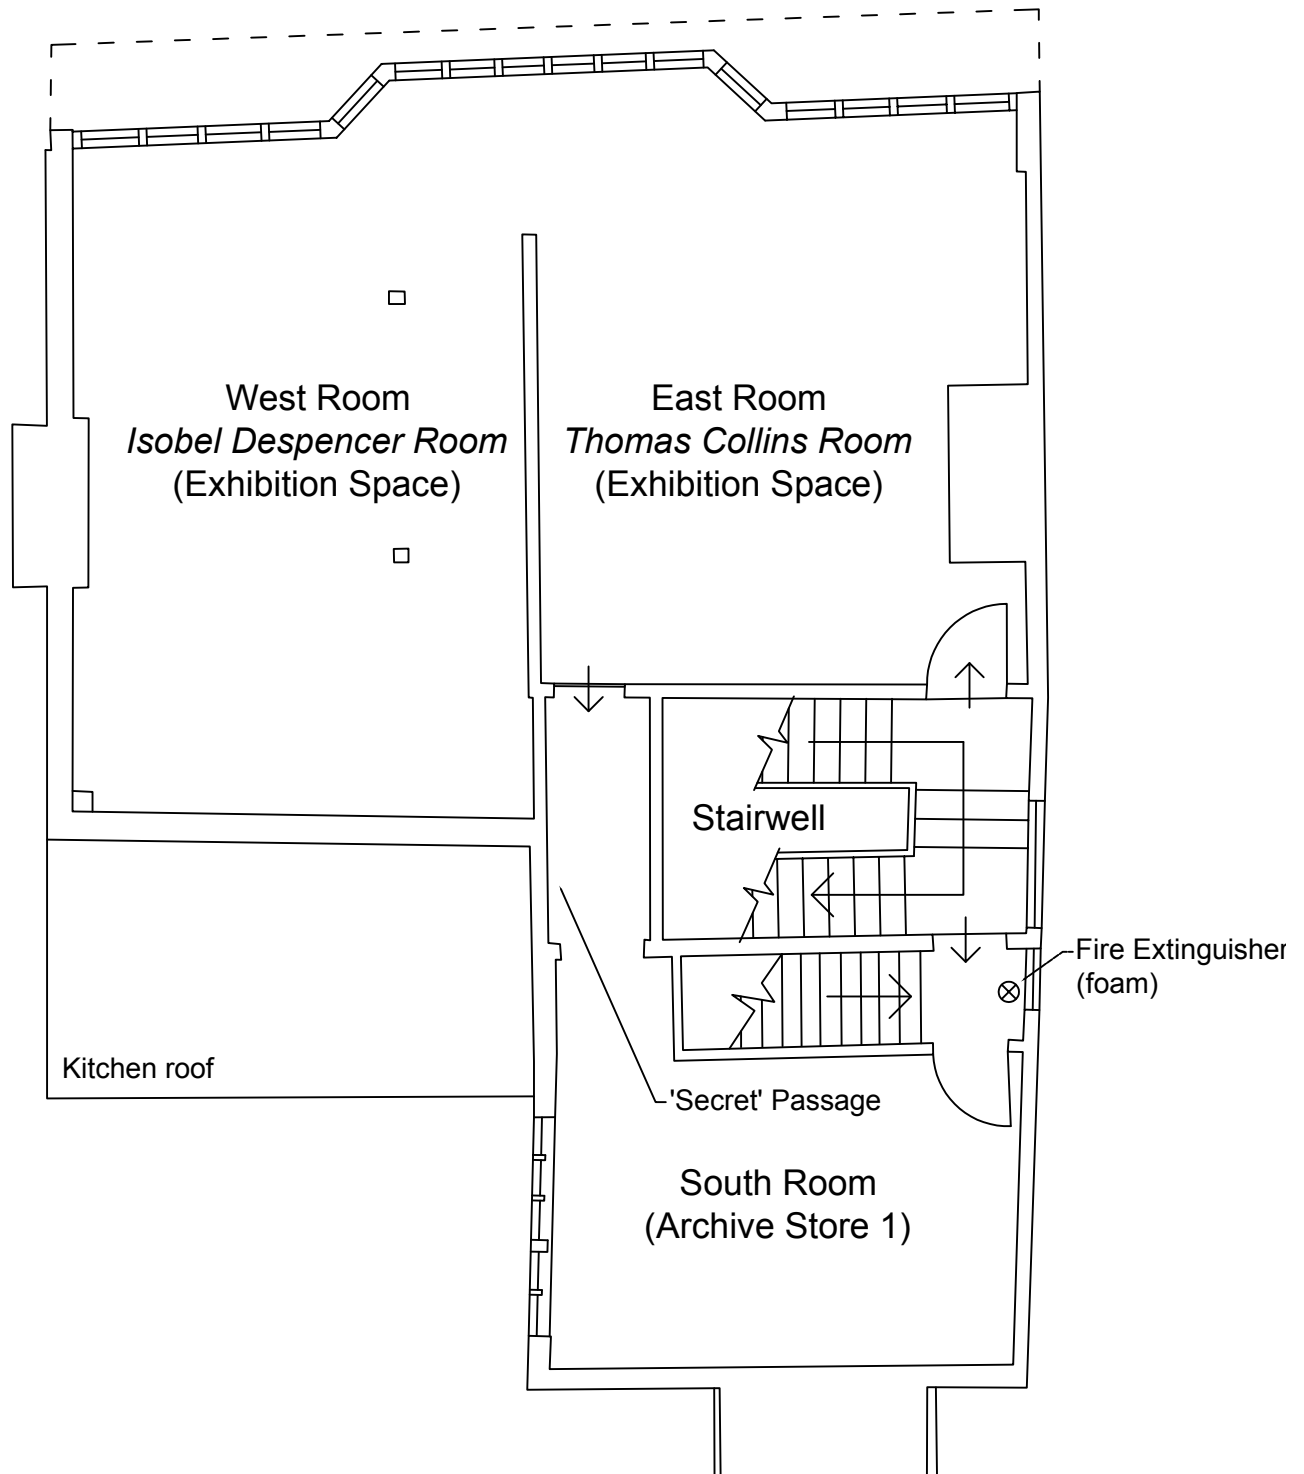 West Room
Isobel Despencer Room
(Exhibition Space)
East Room
Thomas Collins Room
(Exhibition Space)
Stairwell
Fire Extinguisher
(foam)
Kitchen roof
'Secret' Passage
South Room
(Archive Store 1)